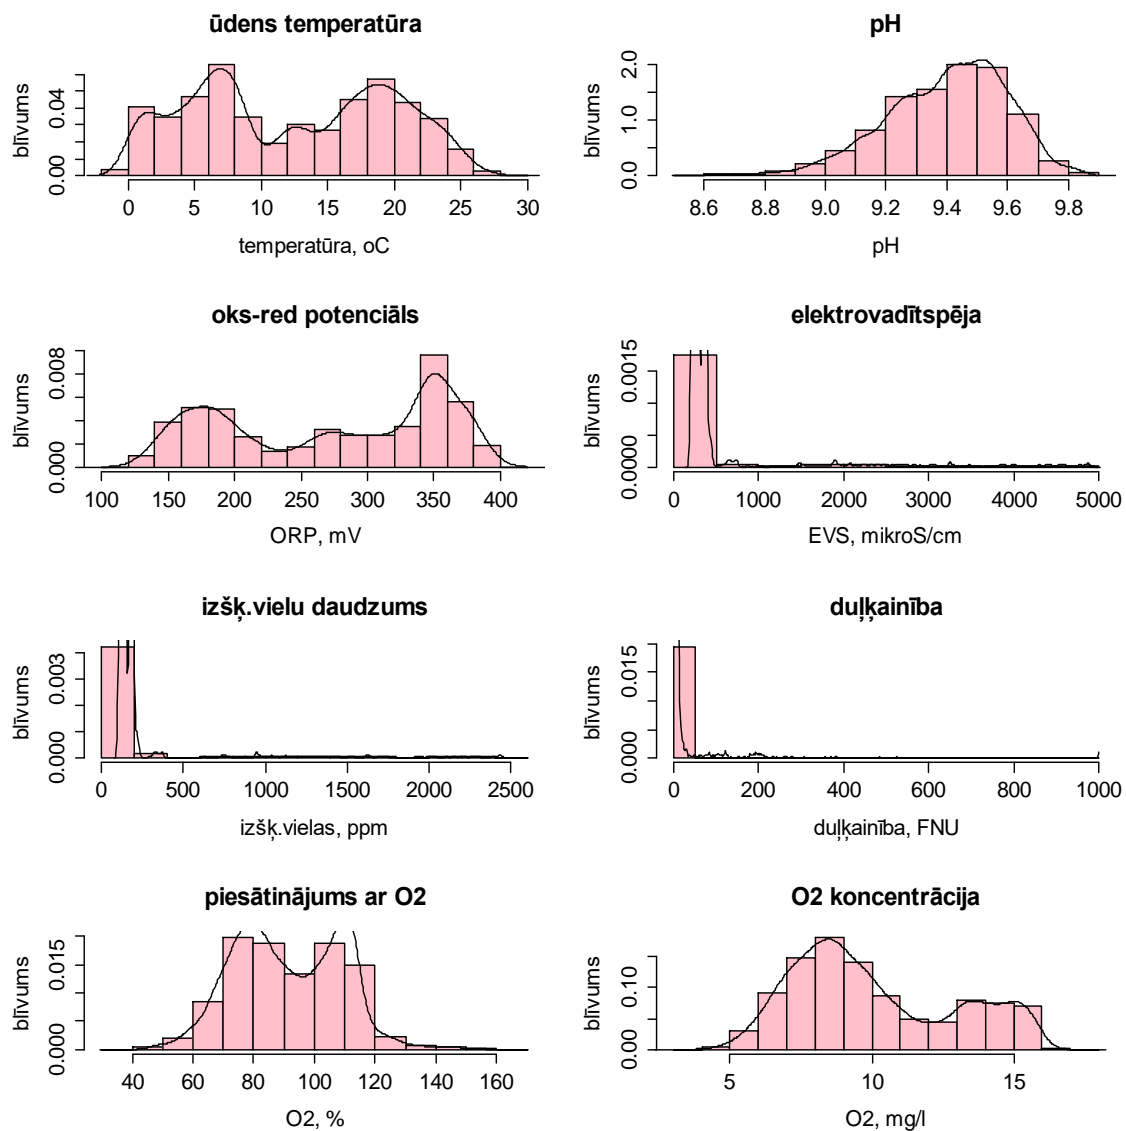 ūdens temperatūra
blīvums
0.00 0.04
0 5 10 15 20 25 30
temperatūra, oC
pH
blīvums
0.0 1.0 2.0
8.6 8.8 9.0 9.2 9.4 9.6 9.8
pH
oks-red potenciāls
blīvums
0.000 0.008
100 150 200 250 300 350 400
ORP, mV
elektrovadītspēja
blīvums
0.0000 0.0015
0 1000 2000 3000 4000 5000
EVS, mikroS/cm
izšķ.vielu daudzums
blīvums
0.000 0.003
0 500 1000 1500 2000 2500
izšķ.vielas, ppm
duļķainība
blīvums
0.000 0.015
0 200 400 600 800 1000
duļķainība, FNU
piesātinājums ar O2
blīvums
0.000 0.015
40 60 80 100 120 140 160
O2, %
O2 koncentrācija
blīvums
0.00 0.10
5 10 15
O2, mg/l